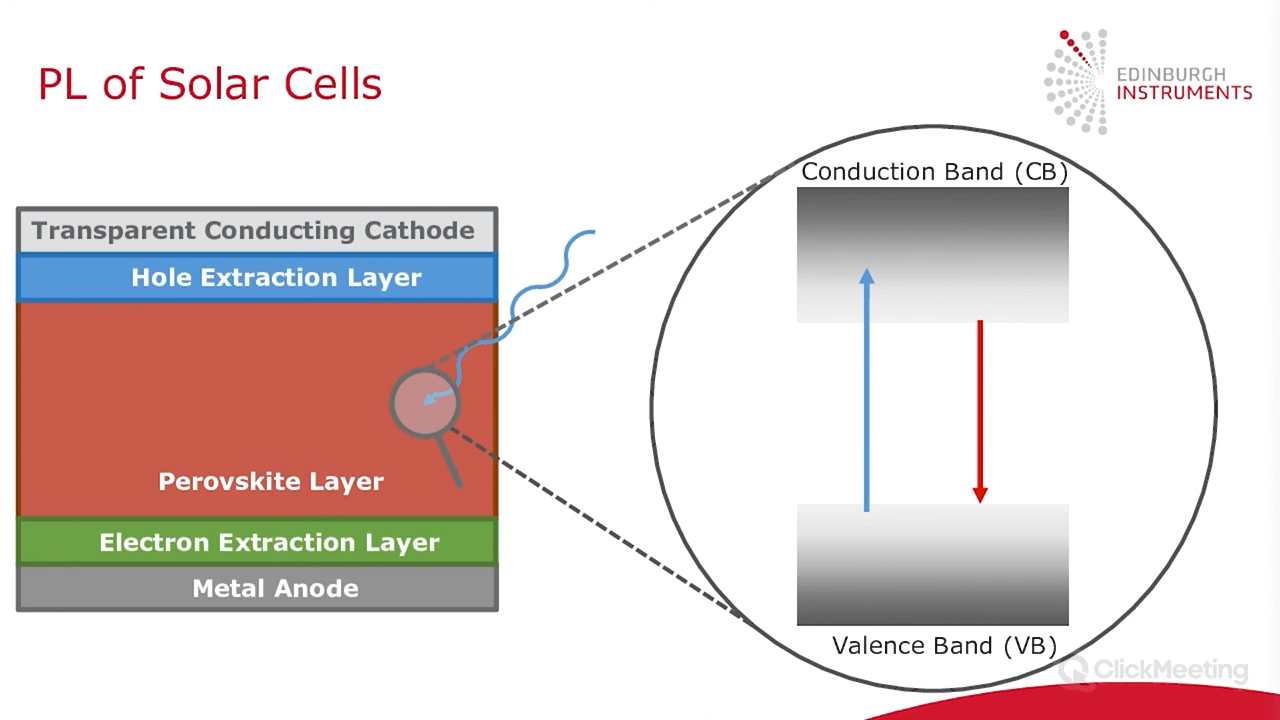 PL of Solar Cells
EDINBURGH
INSTRUMENTS
Transparent Conducting Cathode
Hole Extraction Layer
Perovskite Layer
Electron Extraction Layer
Metal Anode
Conduction Band (CB)
Valence Band (VB)
ClickMeeting